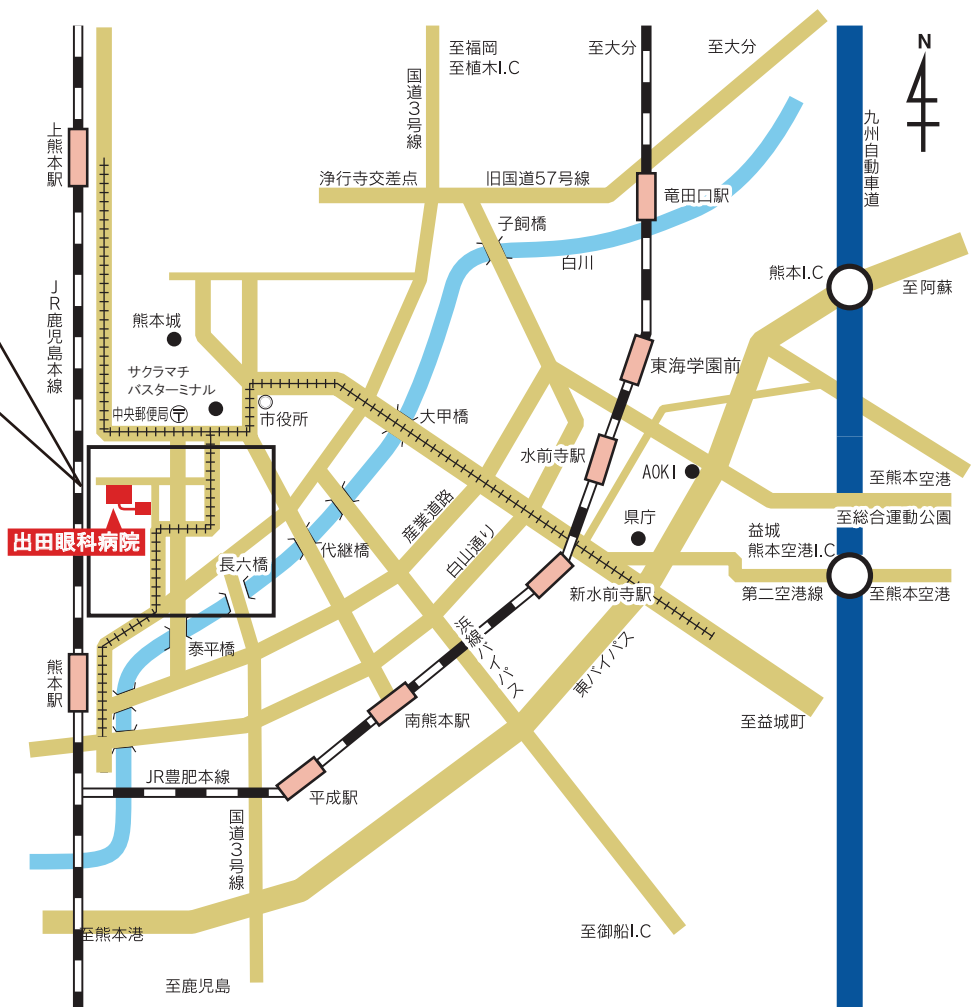 至福岡
至植木I.C
国道3号線
至大分
至大分
N
九州自動車道
上熊本駅
浄行寺交差点
旧国道57号線
竜田口駅
子飼橋
白川
熊本I.C
至阿蘇
JR鹿児島本線
熊本城
サクラマチ
バスターミナル
中央郵便局
市役所
大甲橋
東海学園前
水前寺駅
AOKI
至熊本空港
産業道路
県庁
至総合運動公園
益城
熊本空港I.C
出田眼科病院
代継橋
白山通り
長六橋
新水前寺駅
第二空港線
至熊本空港
泰平橋
浜線バイパス
東バイパス
熊本駅
南熊本駅
至益城町
JR豊肥本線
平成駅
国道3号線
至熊本港
至御船I.C
至鹿児島